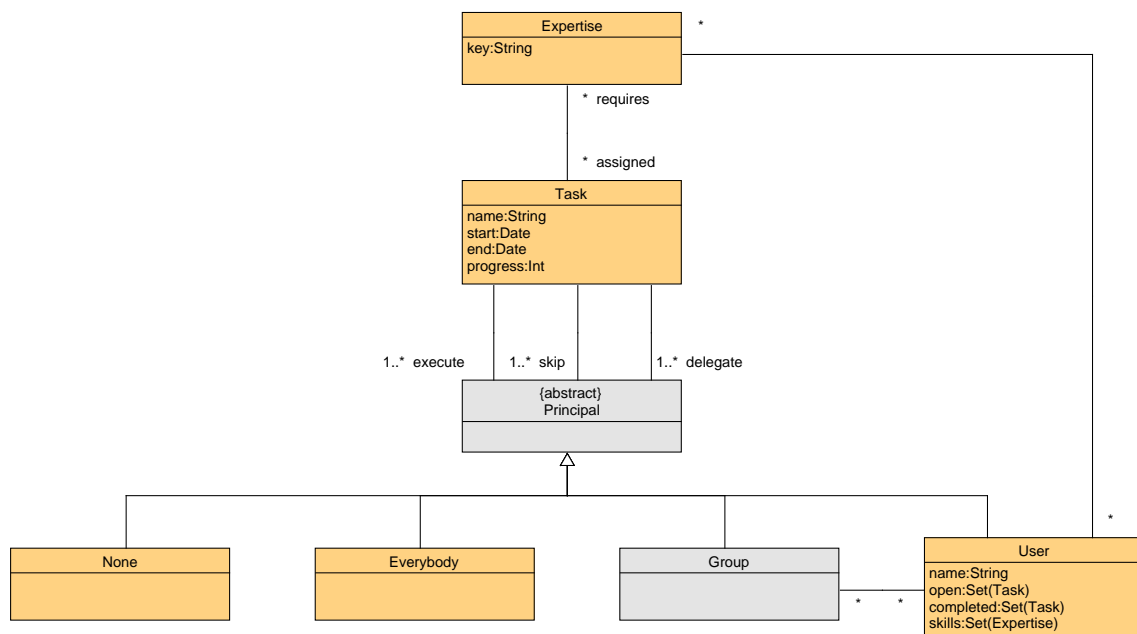 Expertise
*
key:String
* requires
* assigned
Task
name:String
start:Date
end:Date
progress:Int
1..* execute
1..* skip
1..* delegate
{abstract}
Principal
*
None
Everybody
Group
User
name:String
open:Set(Task)
completed:Set(Task)
skills:Set(Expertise)
* *